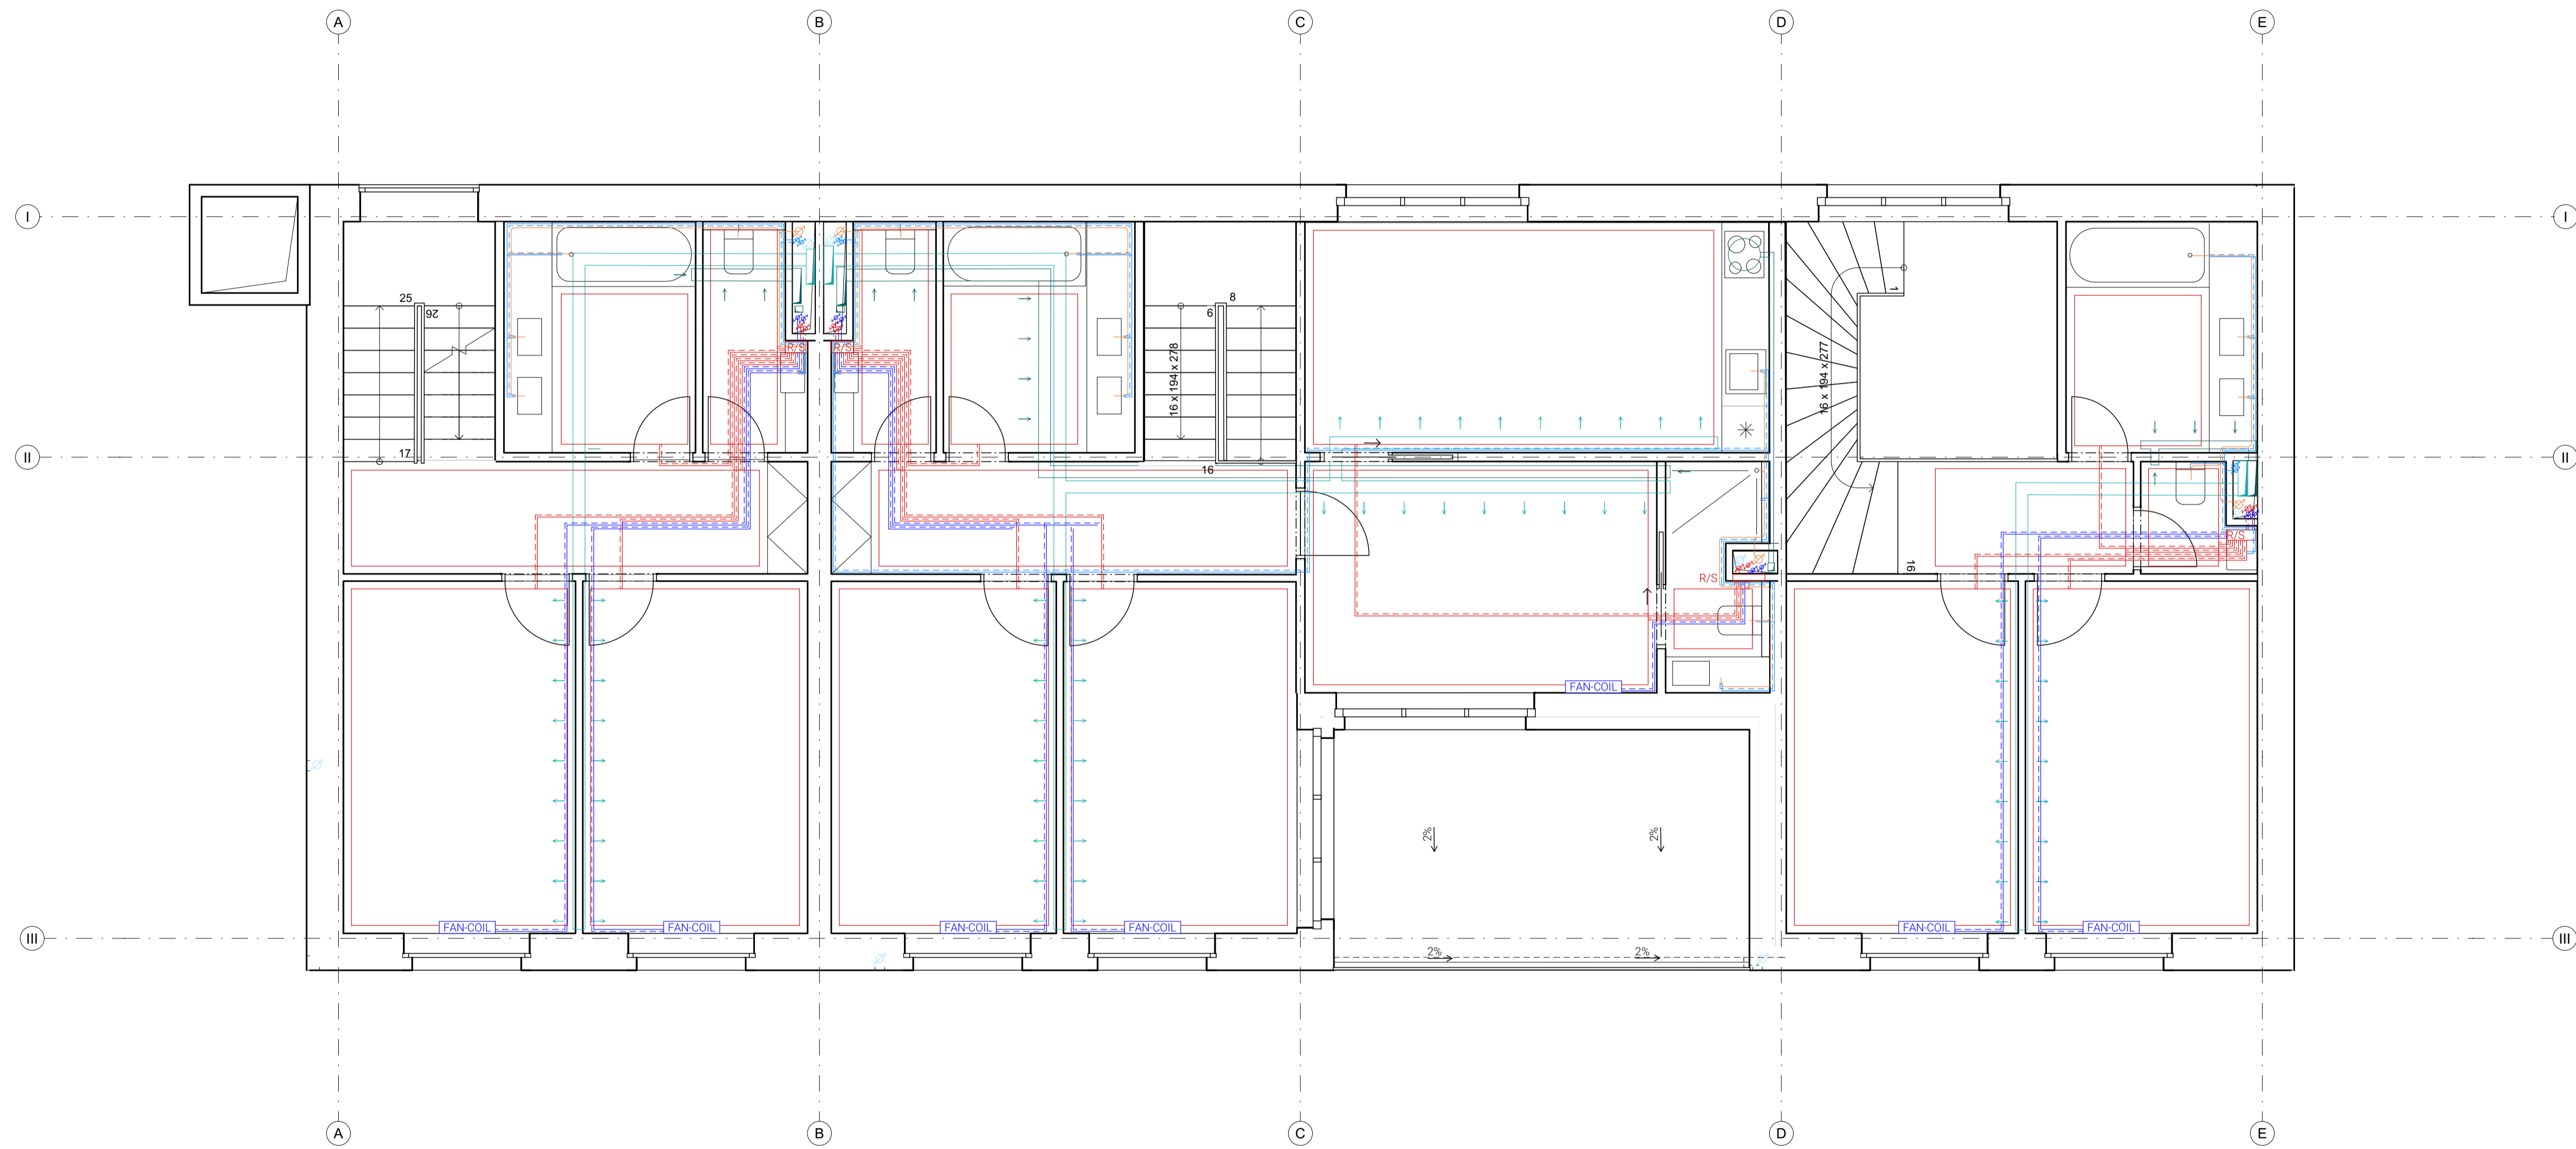 A B C D E
I I
25
26
8
9
1
16 x 194 x 278
16 x 194 x 277
R/S R/S
17
II II
16
R/S
16
R/S
FAN-COIL
2% 2%
FAN-COIL FAN-COIL FAN-COIL FAN-COIL FAN-COIL FAN-COIL
III III
2% 2%
A B C D E